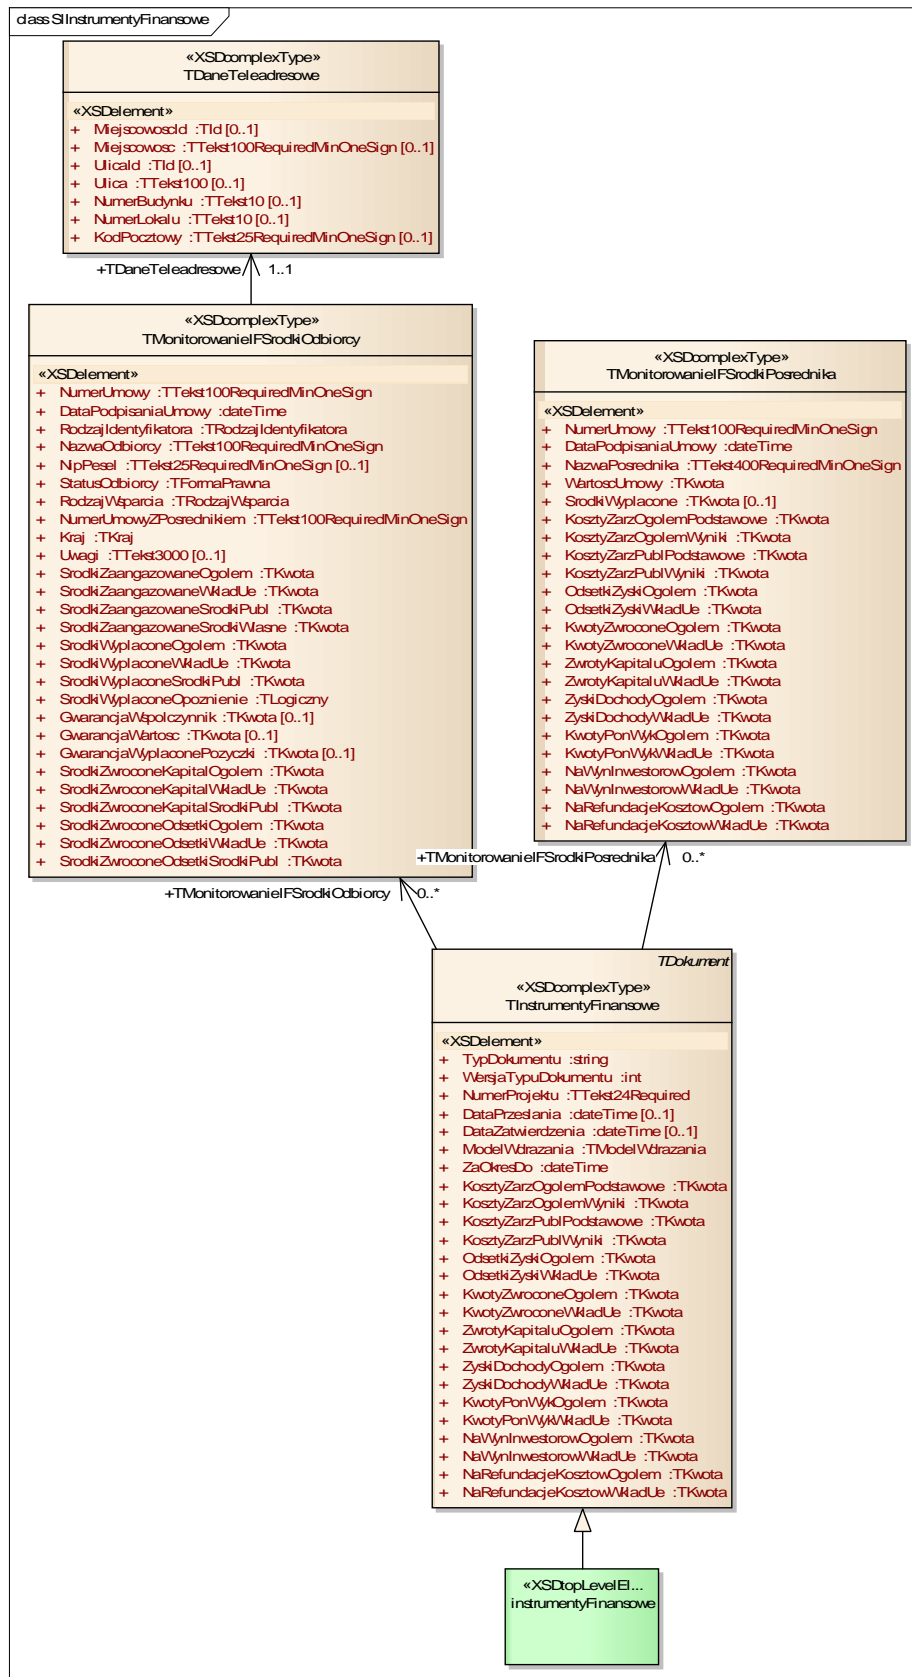 class SIInstrumentyFinansowe
«XSDcomplexType»
TDaneTeleadresowe
«XSDelement»
+ MiejscowoscId :TId [0..1]
+ Miejscowosc :TTekst100RequiredMinOneSign [0..1]
+ UlicaId :TId [0..1]
+ Ulica :TTekst100 [0..1]
+ NumerBudynku :TTekst10 [0..1]
+ NumerLokalu :TTekst10 [0..1]
+ KodPocztowy :TTekst25RequiredMinOneSign [0..1]
+TDaneTeleadresowe 1..1
«XSDcomplexType»
TMonitorowanieIFSrodkiOdbiorcy
«XSDelement»
+ NumerUmowy :TTekst100RequiredMinOneSign
+ DataPodpisaniaUmowy :dateTime
+ RodzajIdentyfikatora :TRodzajIdentyfikatora
+ NazwaOdbiorcy :TTekst100RequiredMinOneSign
+ NipPesel :TTekst25RequiredMinOneSign [0..1]
+ StatusOdbiorcy :TFormaPrawna
+ RodzajWsparcia :TRodzajWsparcia
+ NumerUmowyZPosrednikiem :TTekst100RequiredMinOneSign
+ Kraj :TKraj
+ Uwagi :TTekst3000 [0..1]
+ SrodkiZaangazowaneOgolem :TKwota
+ SrodkiZaangazowaneWkladUe :TKwota
+ SrodkiZaangazowaneSrodkiPubl :TKwota
+ SrodkiZaangazowaneSrodkiWlasne :TKwota
+ SrodkiWyplaconeOgolem :TKwota
+ SrodkiWyplaconeWkladUe :TKwota
+ SrodkiWyplaconeSrodkiPubl :TKwota
+ SrodkiWyplaconeOpoznienie :TLogiczny
+ GwarancjaWspolczynnik :TKwota [0..1]
+ GwarancjaWartosc :TKwota [0..1]
+ GwarancjaWyplaconePozyczki :TKwota [0..1]
+ SrodkiZwroconeKapitalOgolem :TKwota
+ SrodkiZwroconeKapitalWkladUe :TKwota
+ SrodkiZwroconeKapitalSrodkiPubl :TKwota
+ SrodkiZwroconeOdsetkiOgolem :TKwota
+ SrodkiZwroconeOdsetkiWkladUe :TKwota
+ SrodkiZwroconeOdsetkiSrodkiPubl :TKwota
+TMonitorowanieIFSrodkiOdbiorcy 0..*
«XSDcomplexType»
TMonitorowanieIFSrodkiPosrednika
«XSDelement»
+ NumerUmowy :TTekst100RequiredMinOneSign
+ DataPodpisaniaUmowy :dateTime
+ NazwaPosrednika :TTekst400RequiredMinOneSign
+ WartoscUmowy :TKwota
+ SrodkiWyplacone :TKwota [0..1]
+ KosztyZarzOgolemPodstawowe :TKwota
+ KosztyZarzOgolemWyniki :TKwota
+ KosztyZarzPublPodstawowe :TKwota
+ KosztyZarzPublWyniki :TKwota
+ OdsetkiZyskiOgolem :TKwota
+ OdsetkiZyskiWkladUe :TKwota
+ KwotyZwroconeOgolem :TKwota
+ KwotyZwroconeWkladUe :TKwota
+ ZwrotyKapitaluOgolem :TKwota
+ ZwrotyKapitaluWkladUe :TKwota
+ ZyskiDochodyOgolem :TKwota
+ ZyskiDochodyWkladUe :TKwota
+ KwotyPonWykOgolem :TKwota
+ KwotyPonWykWkladUe :TKwota
+ NaWynInwestorowOgolem :TKwota
+ NaWynInwestorowWkladUe :TKwota
+ NaRefundacjeKosztowOgolem :TKwota
+ NaRefundacjeKosztowWkladUe :TKwota
+TMonitorowanieIFSrodkiPosrednika 0..*
TDokument
«XSDcomplexType»
TInstrumentyFinansowe
«XSDelement»
+ TypDokumentu :string
+ WersjaTypuDokumentu :int
+ NumerProjektu :TTekst24Required
+ DataPrzeslania :dateTime [0..1]
+ DataZatwierdzenia :dateTime [0..1]
+ ModelWdrazania :TModelWdrazania
+ ZaOkresDo :dateTime
+ KosztyZarzOgolemPodstawowe :TKwota
+ KosztyZarzOgolemWyniki :TKwota
+ KosztyZarzPublPodstawowe :TKwota
+ KosztyZarzPublWyniki :TKwota
+ OdsetkiZyskiOgolem :TKwota
+ OdsetkiZyskiWkladUe :TKwota
+ KwotyZwroconeOgolem :TKwota
+ KwotyZwroconeWkladUe :TKwota
+ ZwrotyKapitaluOgolem :TKwota
+ ZwrotyKapitaluWkladUe :TKwota
+ ZyskiDochodyOgolem :TKwota
+ ZyskiDochodyWkladUe :TKwota
+ KwotyPonWykOgolem :TKwota
+ KwotyPonWykWkladUe :TKwota
+ NaWynInwestorowOgolem :TKwota
+ NaWynInwestorowWkladUe :TKwota
+ NaRefundacjeKosztowOgolem :TKwota
+ NaRefundacjeKosztowWkladUe :TKwota
«XSDtopLevelEl...
instrumentyFinansowe